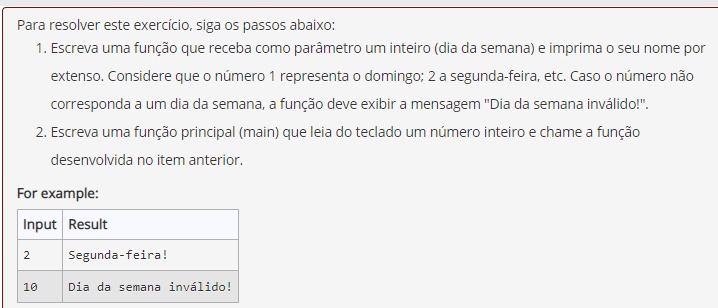 Para resolver este exercício, siga os passos abaixo:
1. Escreva uma função que receba como parâmetro um inteiro (dia da semana) e imprima o seu nome por
extenso. Considere que o número 1 representa o domingo; 2 a segunda-feira, etc. Caso o número não
corresponda a um dia da semana, a função deve exibir a mensagem "Dia da semana inválido!".
2. Escreva uma função principal (main) que leia do teclado um número inteiro e chame a função
desenvolvida no item anterior.
For example:
Input Result
2 Segunda-feira!
10 Dia da semana inválido!